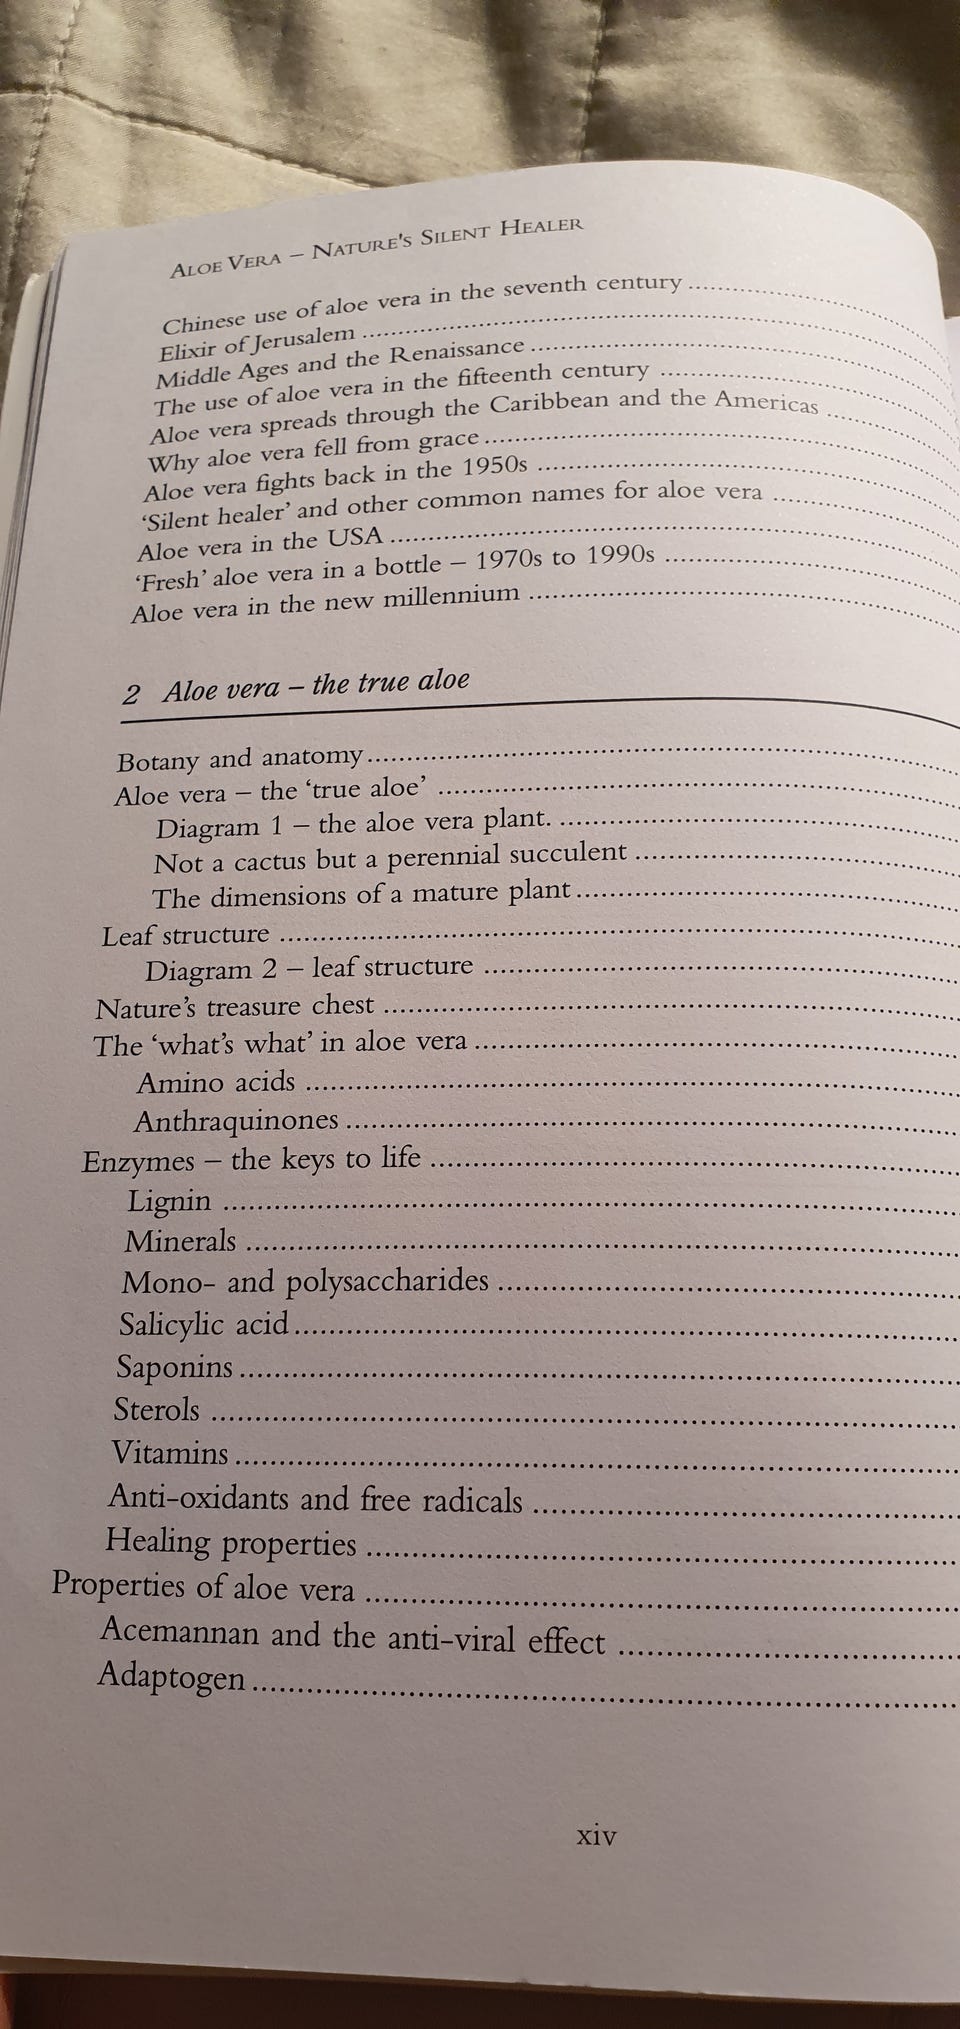 ALOE VERA – NATURE'S SILENT HEALER
Chinese use of aloe vera in the seventh century
Elixir of Jerusalem
Middle Ages and the Renaissance
The use of aloe vera in the fifteenth century
Aloe vera spreads through the Caribbean and the Americas
Why aloe vera fell from grace
Aloe vera fights back in the 1950s
‘Silent healer’ and other common names for aloe vera
Aloe vera in the USA
‘Fresh’ aloe vera in a bottle – 1970s to 1990s
Aloe vera in the new millennium
2 Aloe vera – the true aloe
Botany and anatomy
Aloe vera – the ‘true aloe’
Diagram 1 – the aloe vera plant.
Not a cactus but a perennial succulent
The dimensions of a mature plant
Leaf structure
Diagram 2 – leaf structure
Nature’s treasure chest
The ‘what’s what’ in aloe vera
Amino acids
Anthraquinones
Enzymes – the keys to life
Lignin
Minerals
Mono- and polysaccharides
Salicylic acid
Saponins
Sterols
Vitamins
Anti-oxidants and free radicals
Healing properties
Properties of aloe vera
Acemannan and the anti-viral effect
Adaptogen
xiv